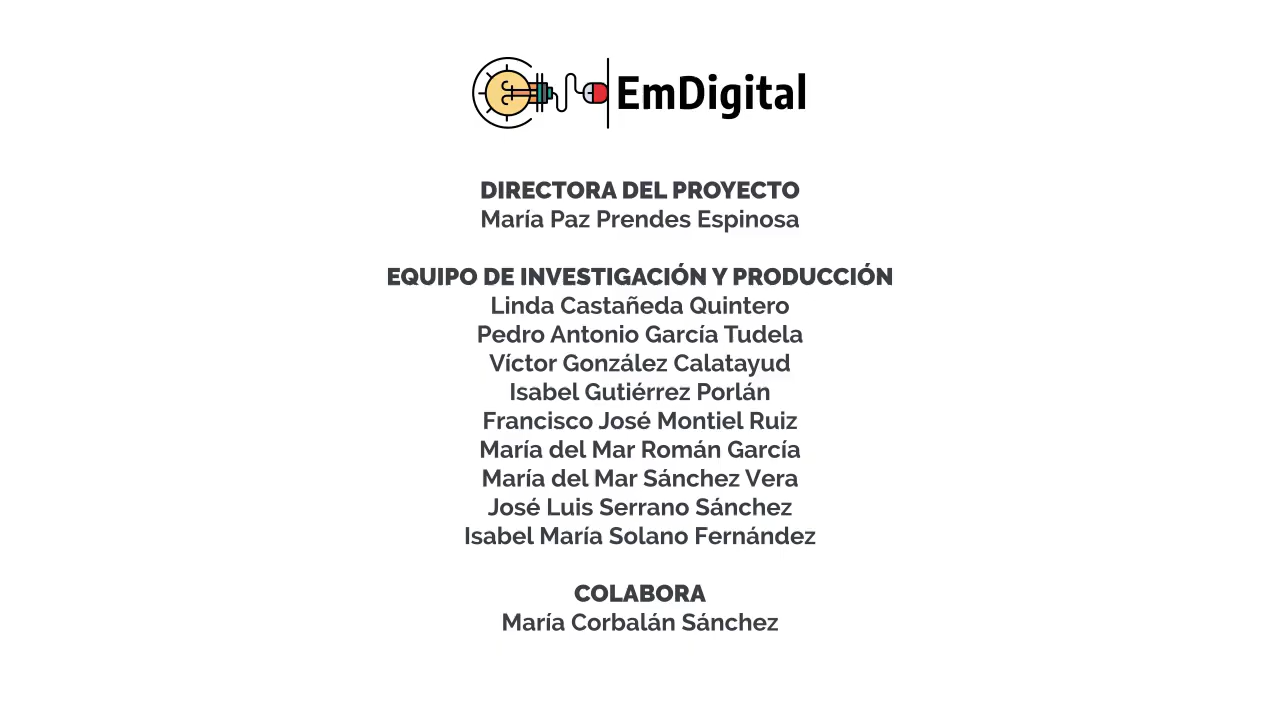 EmDigital
DIRECTORA DEL PROYECTO
María Paz Prendes Espinosa
EQUIPO DE INVESTIGACIÓN Y PRODUCCIÓN
Linda Castañeda Quintero
Pedro Antonio García Tudela
Víctor González Calatayud
Isabel Gutiérrez Porlán
Francisco José Montiel Ruiz
María del Mar Román García
María del Mar Sánchez Vera
José Luis Serrano Sánchez
Isabel María Solano Fernández
COLABORA
María Corbalán Sánchez